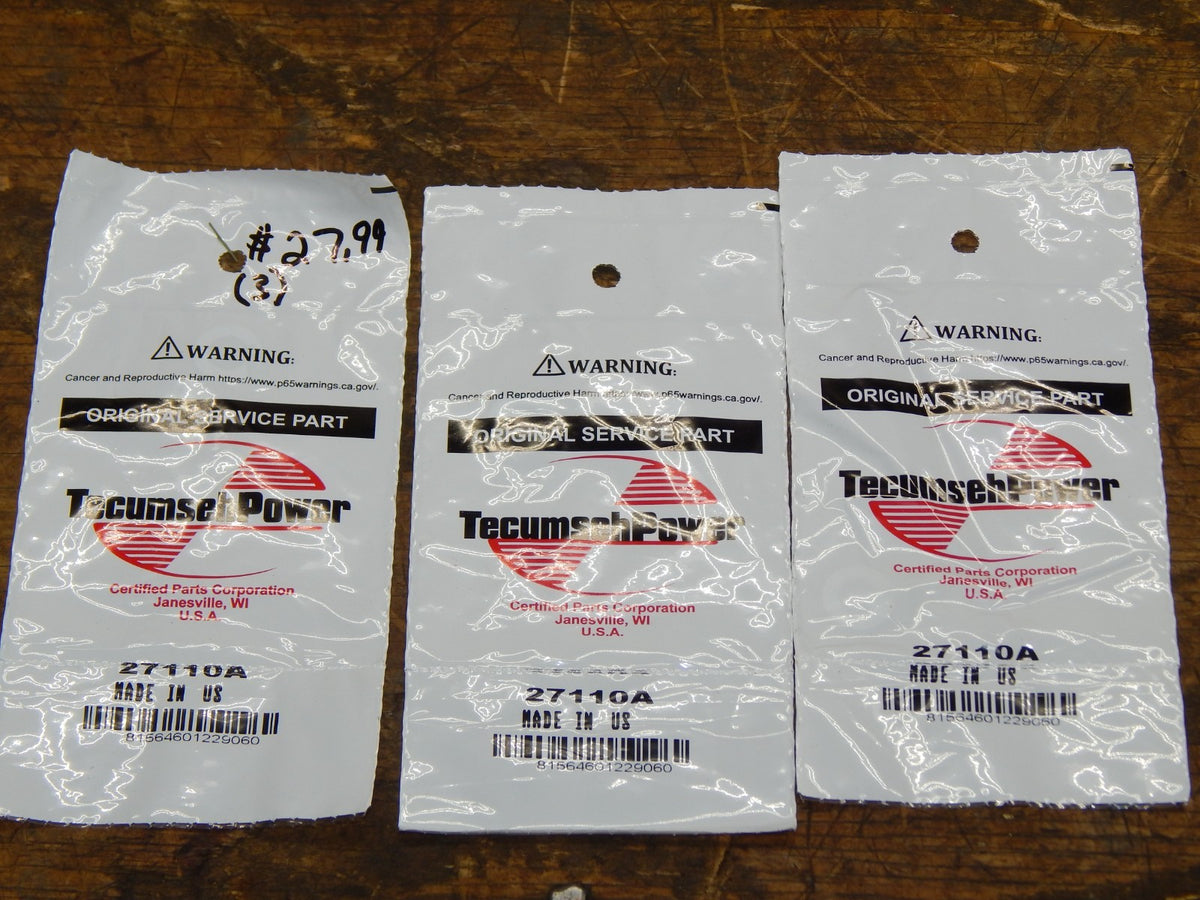 #27.99
(3)
WARNING:
Cancer and Reproductive Harm https://www.p65warnings.ca.gov/.
ORIGINAL SERVICE PART
TecumsehPower
Certified Parts Corporation
Janesville, WI
U.S.A.
27110A
MADE IN US
81564601229060
WARNING:
Cancer and Reproductive Harm https://www.p65warnings.ca.gov/.
ORIGINAL SERVICE PART
TecumsehPower
Certified Parts Corporation
Janesville, WI
U.S.A.
27110A
MADE IN US
81564601229060
WARNING:
Cancer and Reproductive Harm https://www.p65warnings.ca.gov/.
ORIGINAL SERVICE PART
TecumsehPower
Certified Parts Corporation
Janesville, WI
U.S.A.
27110A
MADE IN US
81564601229060